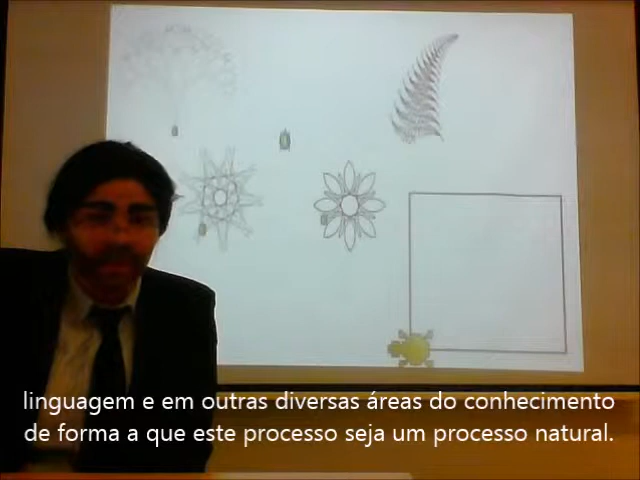 linguagem e em outras diversas áreas do conhecimento
de forma a que este processo seja um processo natural.